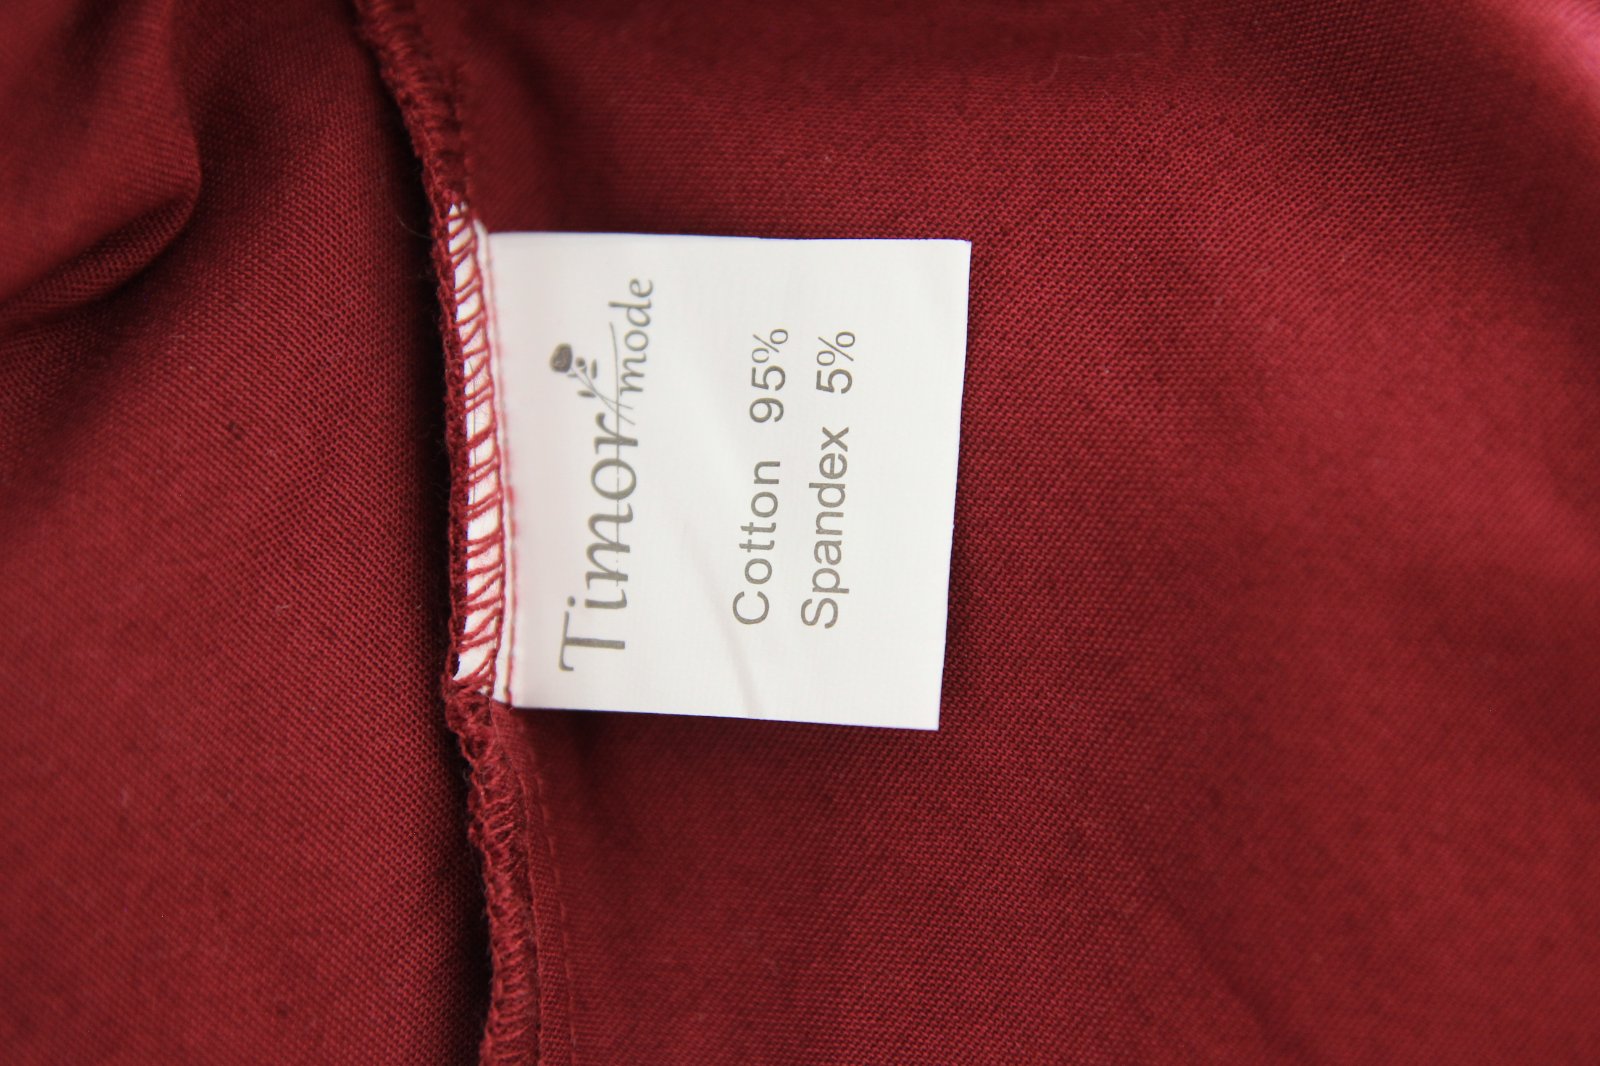 Timor mode
Cotton 95%
Spandex 5%